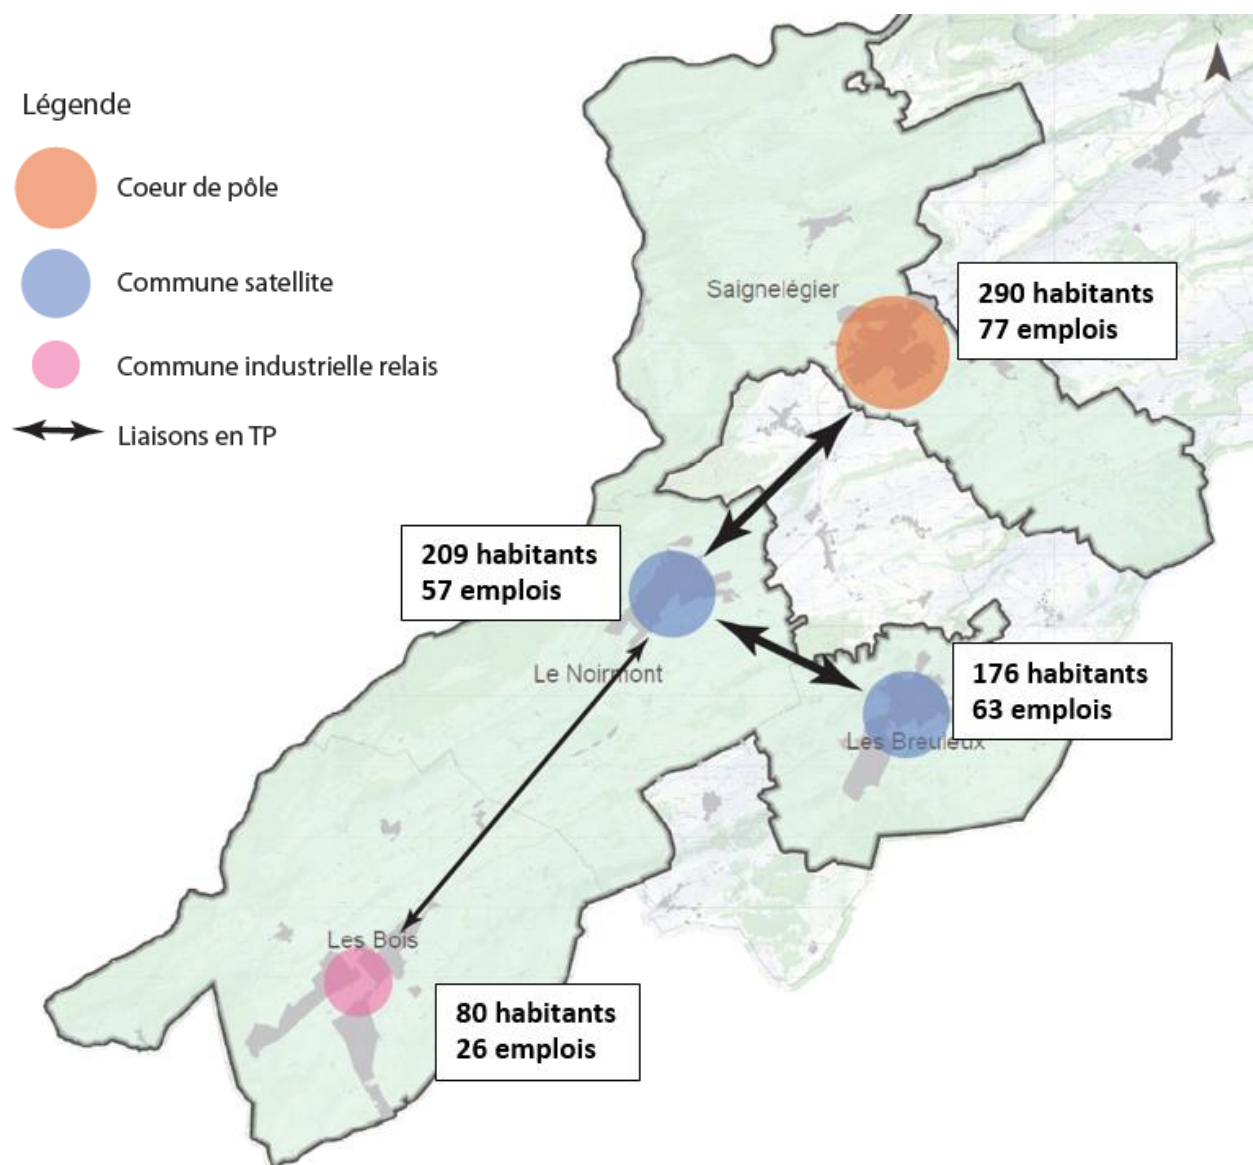 Légende
Coeur de pôle
Commune satellite
Commune industrielle relais
Liaisons en TP
Saignelégier
290 habitants
77 emplois
209 habitants
57 emplois
Le Noirmont
176 habitants
63 emplois
Les Breuleux
Les Bois
80 habitants
26 emplois